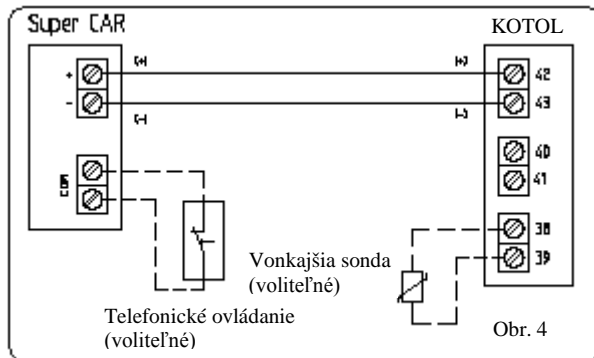 Super CAR
KOTOL
+
(+)
(+)
42
-
(-)
(-)
43
40
41
38
39
Vonkajšia sonda
(voliteľné)
Telefonické ovládanie
(voliteľné)
Obr. 4